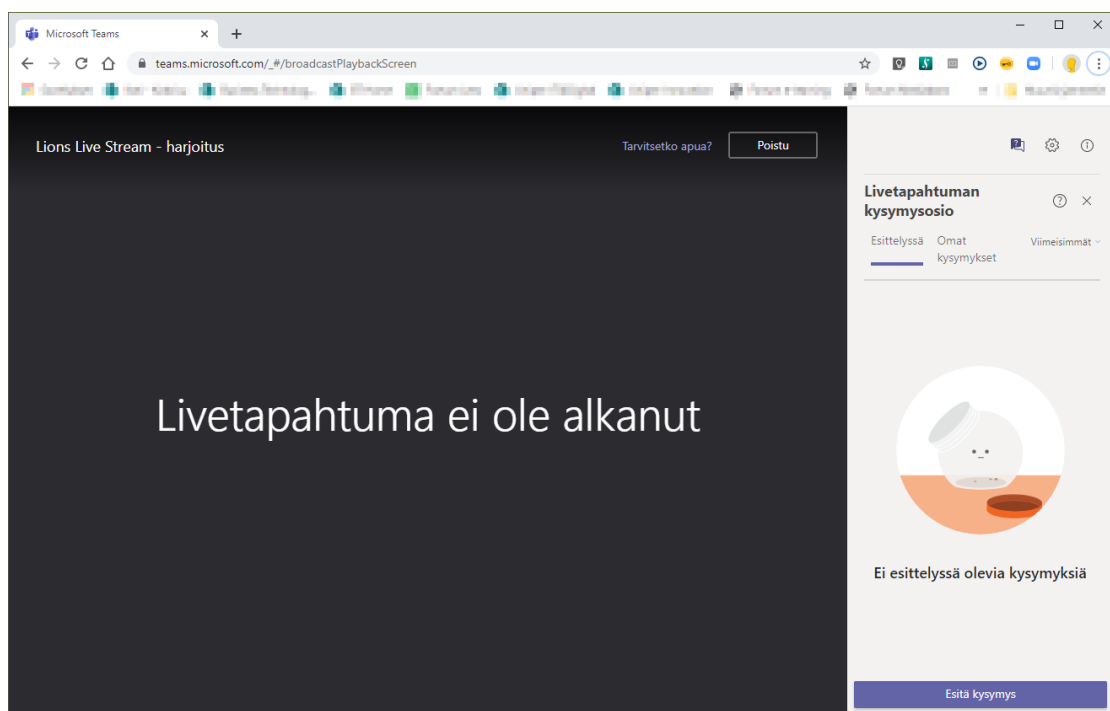 Microsoft Teams
teams.microsoft.com/_#/broadcastPlaybackScreen
Lions Live Stream - harjoitus
Tarvitsetko apua?
Poistu
Livetapahtuma ei ole alkanut
Livetapahtuman
kysymysosio
Esittelyssä
Omat
kysymykset
Viimeisimmät
Ei esittelyssä olevia kysymyksiä
Esitä kysymys